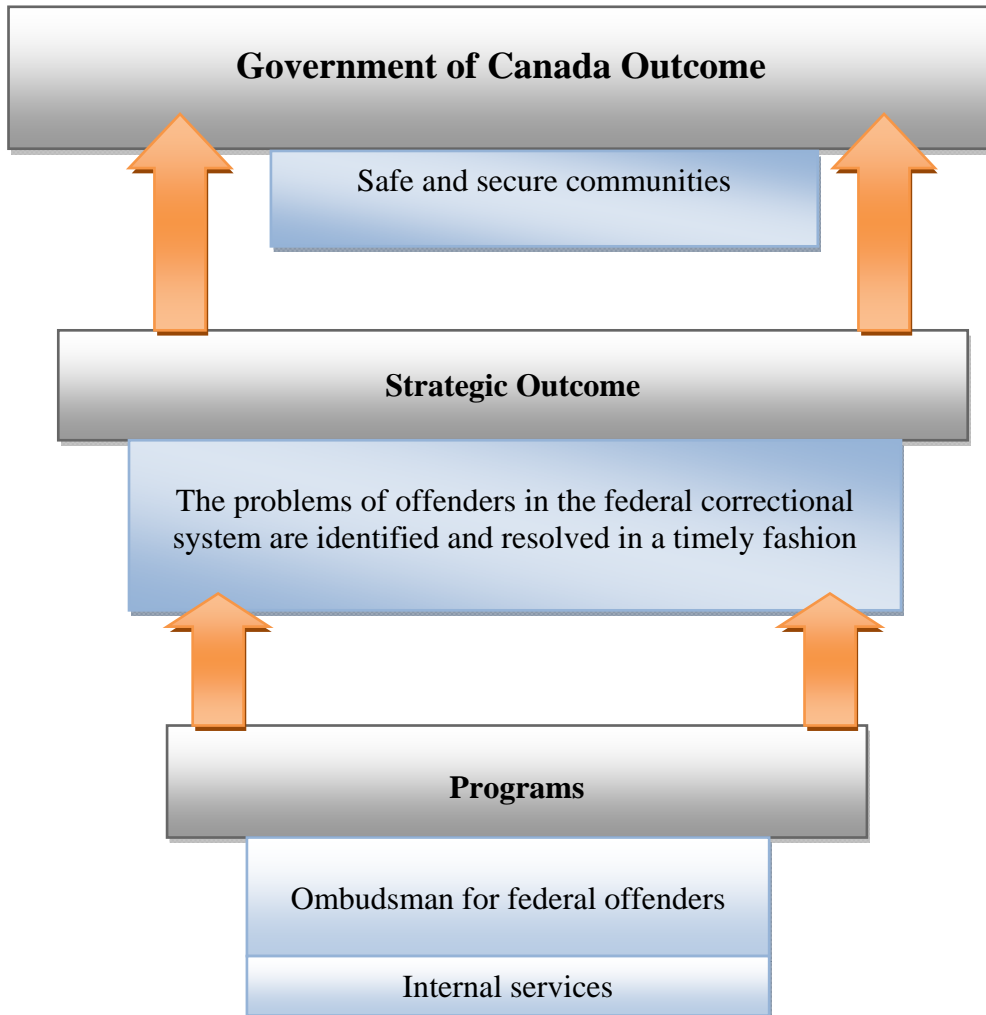 Government of Canada Outcome
Safe and secure communities
Strategic Outcome
The problems of offenders in the federal correctional
system are identified and resolved in a timely fashion
Programs
Ombudsman for federal offenders
Internal services